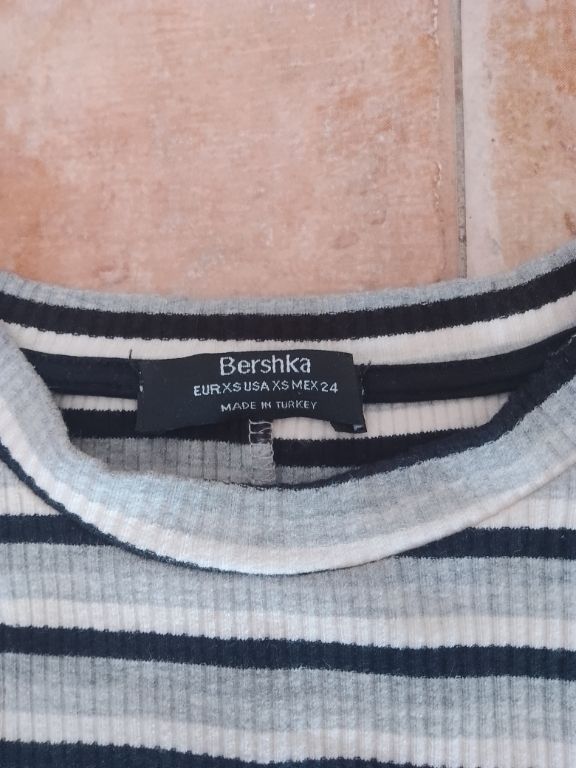 Bershka
EUR XS USA XS MEX 24
MADE IN TURKEY